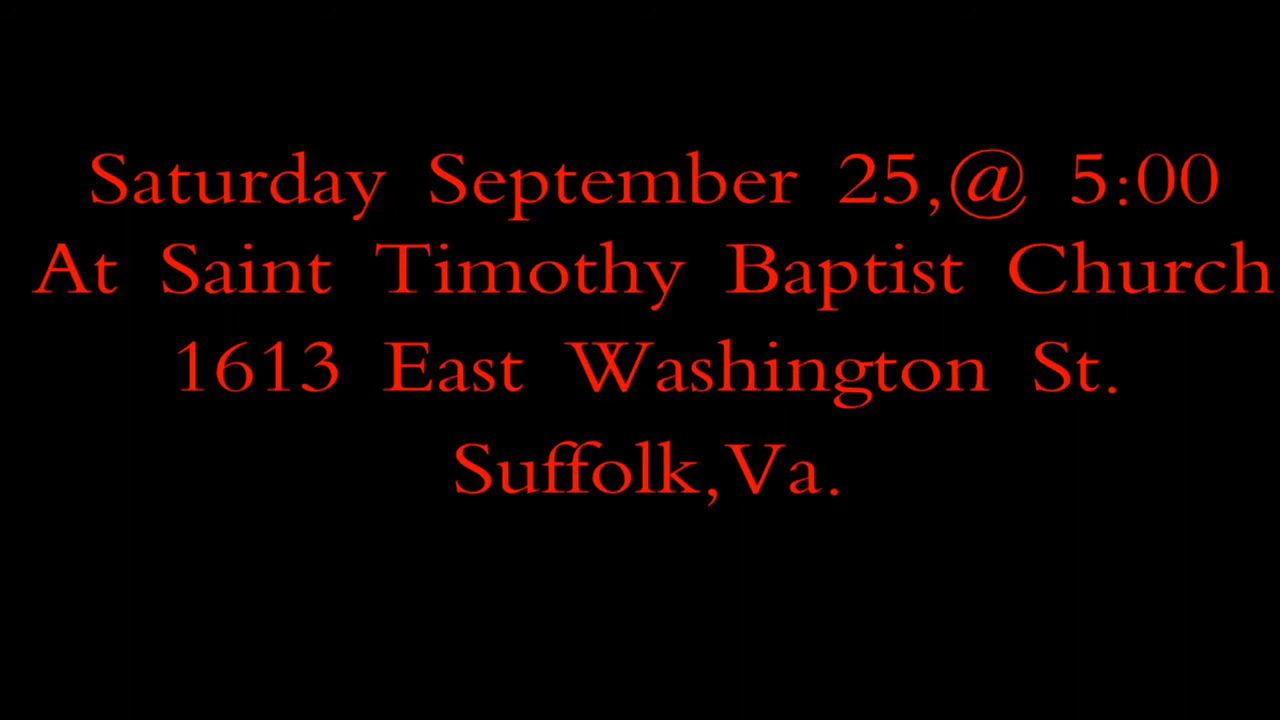 Saturday September 25,@ 5:00
At Saint Timothy Baptist Church
1613 East Washington St.
Suffolk,Va.